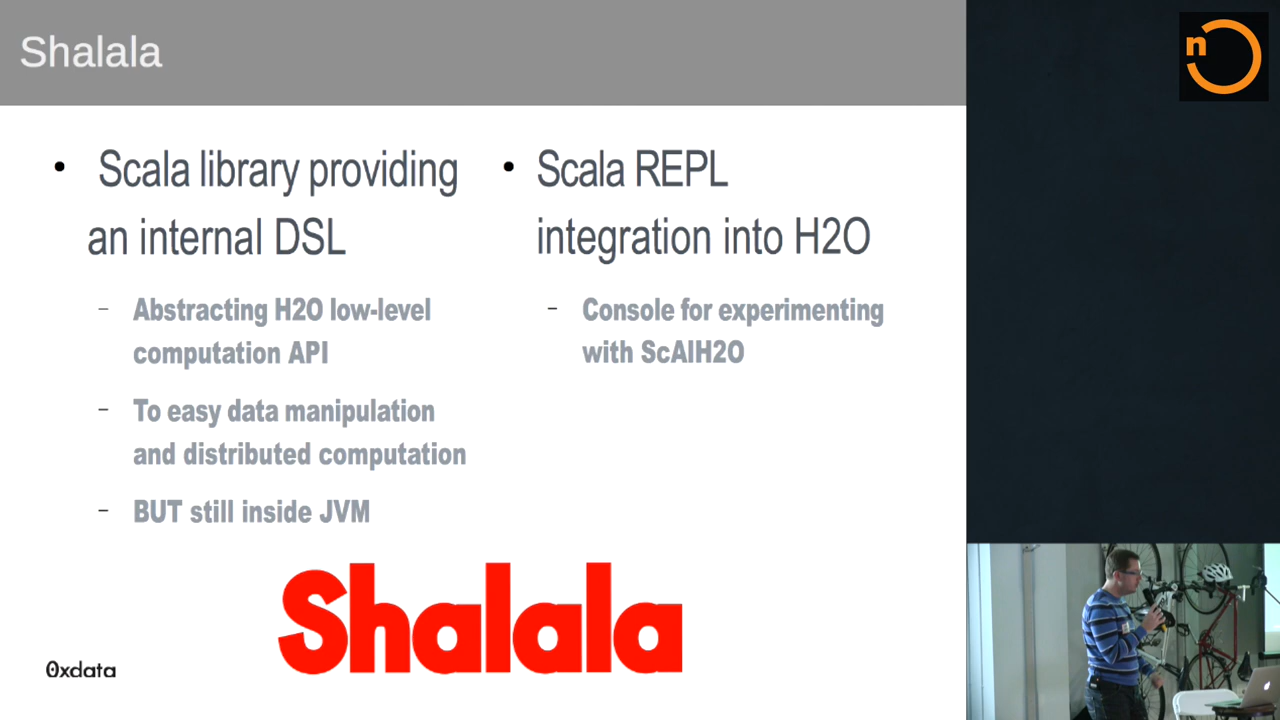 Shalala
• Scala library providing
an internal DSL
– Abstracting H2O low-level
computation API
– To easy data manipulation
and distributed computation
– BUT still inside JVM
• Scala REPL
integration into H2O
– Console for experimenting
with ScAlH2O
Shalala
0xdata
n